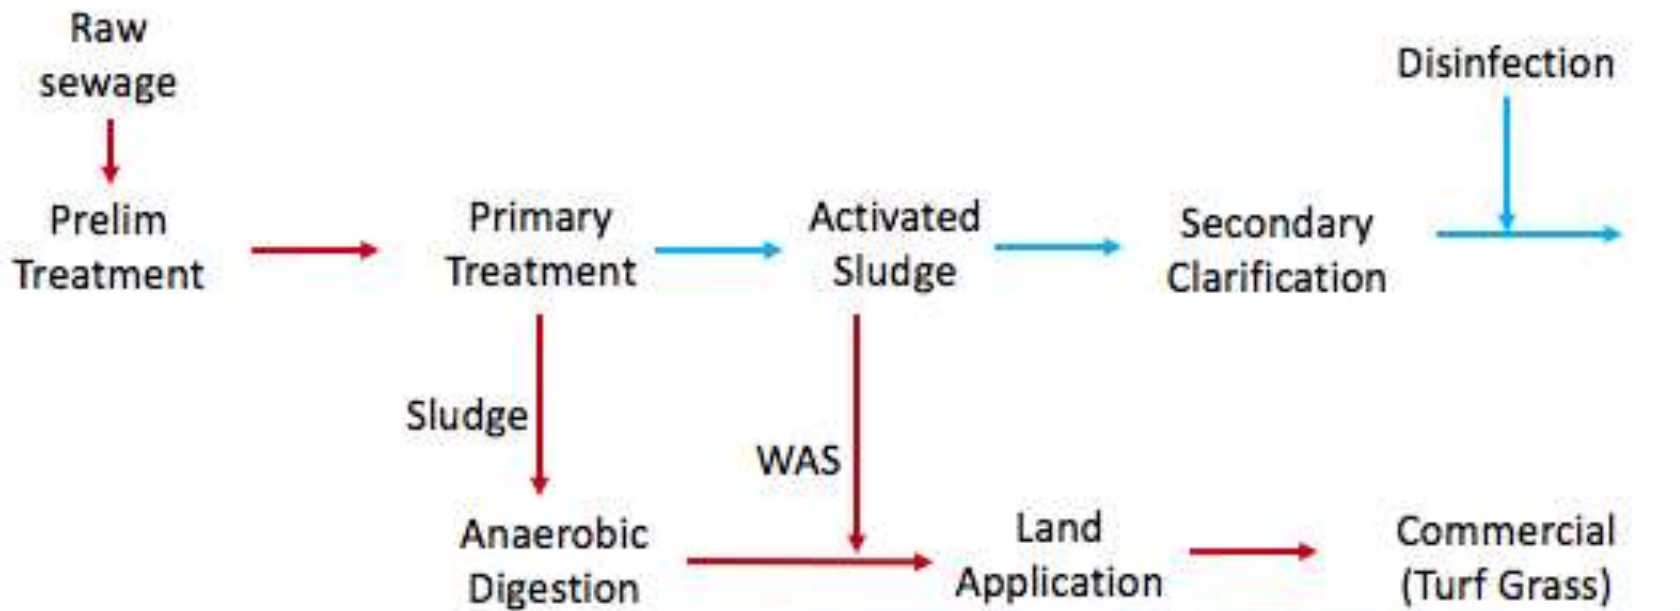 Raw
sewage
Disinfection
Prelim
Treatment
Primary
Treatment
Activated
Sludge
Secondary
Clarification
Sludge
WAS
Anaerobic
Digestion
Land
Application
Commercial
(Turf Grass)